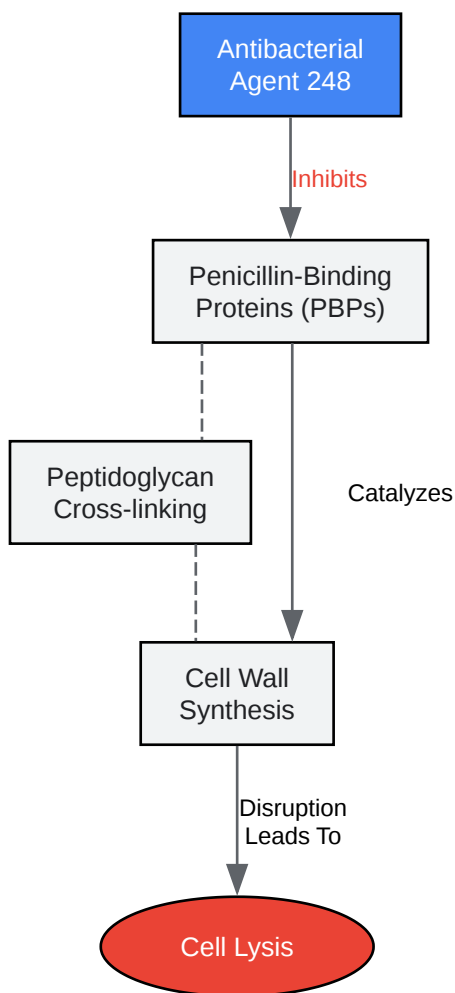 Antibacterial
Agent 248
Inhibits
Penicillin-Binding
Proteins (PBPs)
Peptidoglycan
Cross-linking
Catalyzes
Cell Wall
Synthesis
Disruption
Leads To
Cell Lysis